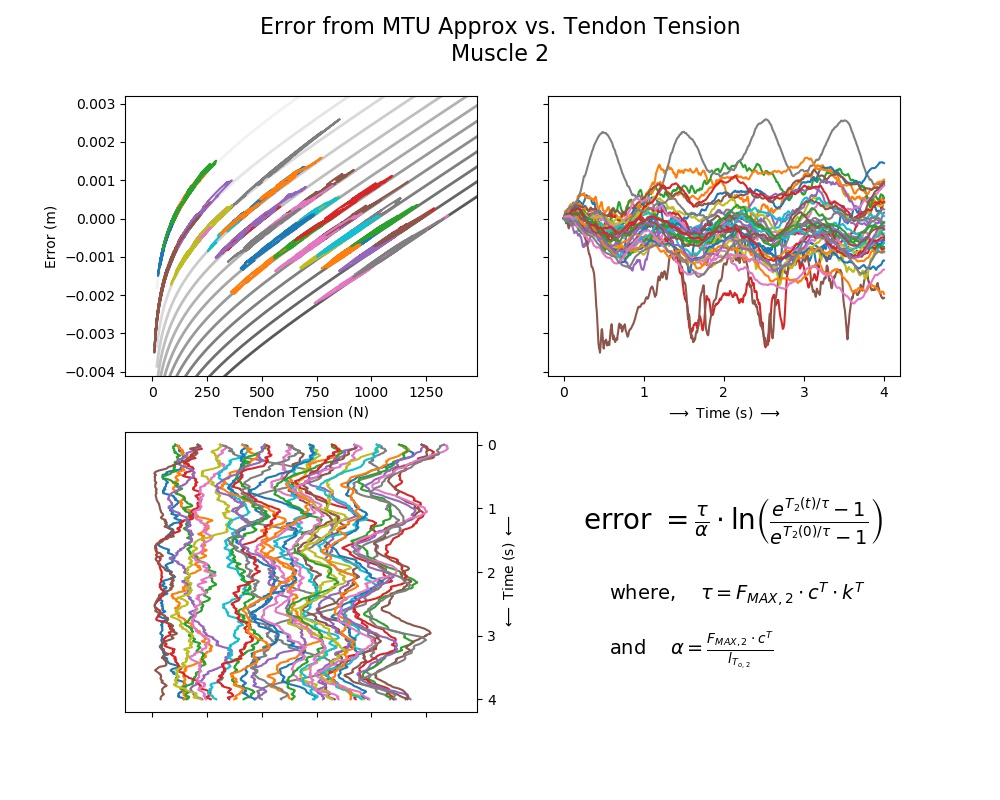 Error from MTU Approx vs. Tendon Tension
Muscle 2
0.003
0.002
0.001
0.000
−0.001
−0.002
−0.003
−0.004
Error (m)
0 250 500 750 1000 1250
Tendon Tension (N)
0 1 2 3 4
⟶ Time (s) ⟶
0
1
2
3
4
⟵ Time (s) ⟵
error = τ/α · ln((e^{T₂(t)/τ} − 1)/(e^{T₂(0)/τ} − 1))
where, τ = F_{MAX,2} · c^T · k^T
and α = (F_{MAX,2} · c^T)/(l_{T_{o,2}})